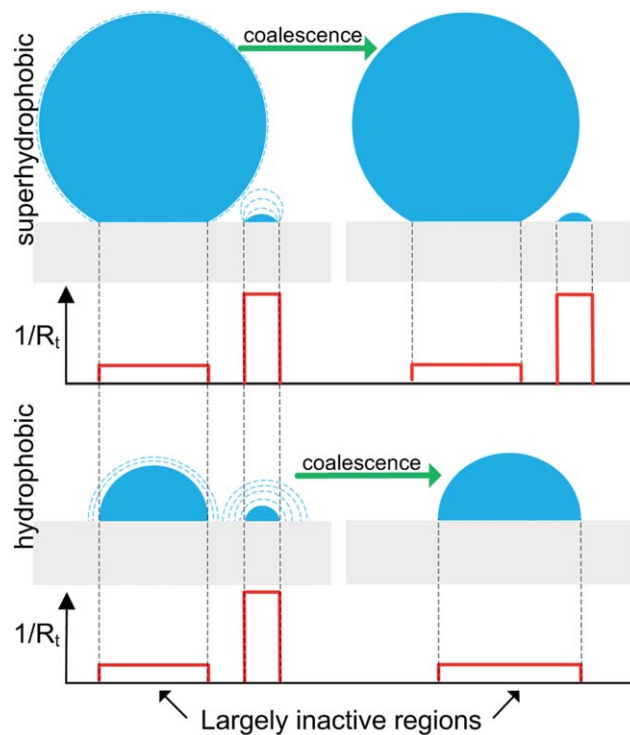 coalescence
superhydrophobic
1/Rₜ
coalescence
hydrophobic
1/Rₜ
Largely inactive regions